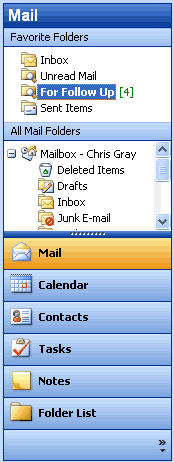 Mail
Favorite Folders
Inbox
Unread Mail
For Follow Up [4]
Sent Items
All Mail Folders
Mailbox - Chris Gray
Deleted Items
Drafts
Inbox
Junk E-mail
Mail
Calendar
Contacts
Tasks
Notes
Folder List